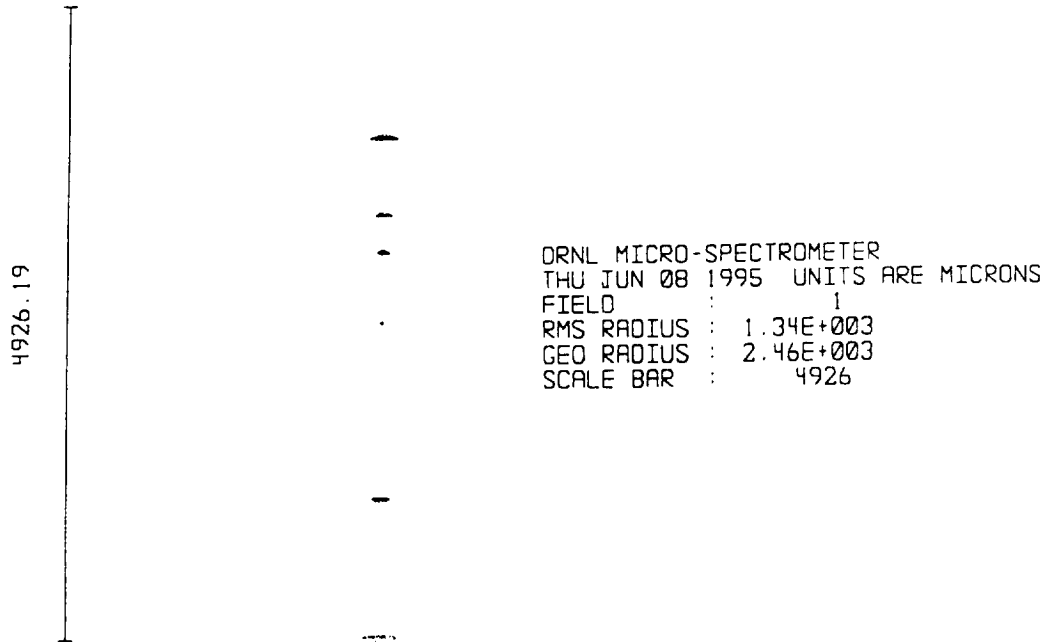 4926.19
ORNL MICRO-SPECTROMETER
THU JUN 08 1995 UNITS ARE MICRONS
FIELD : 1
RMS RADIUS : 1.34E+003
GEO RADIUS : 2.46E+003
SCALE BAR : 4926